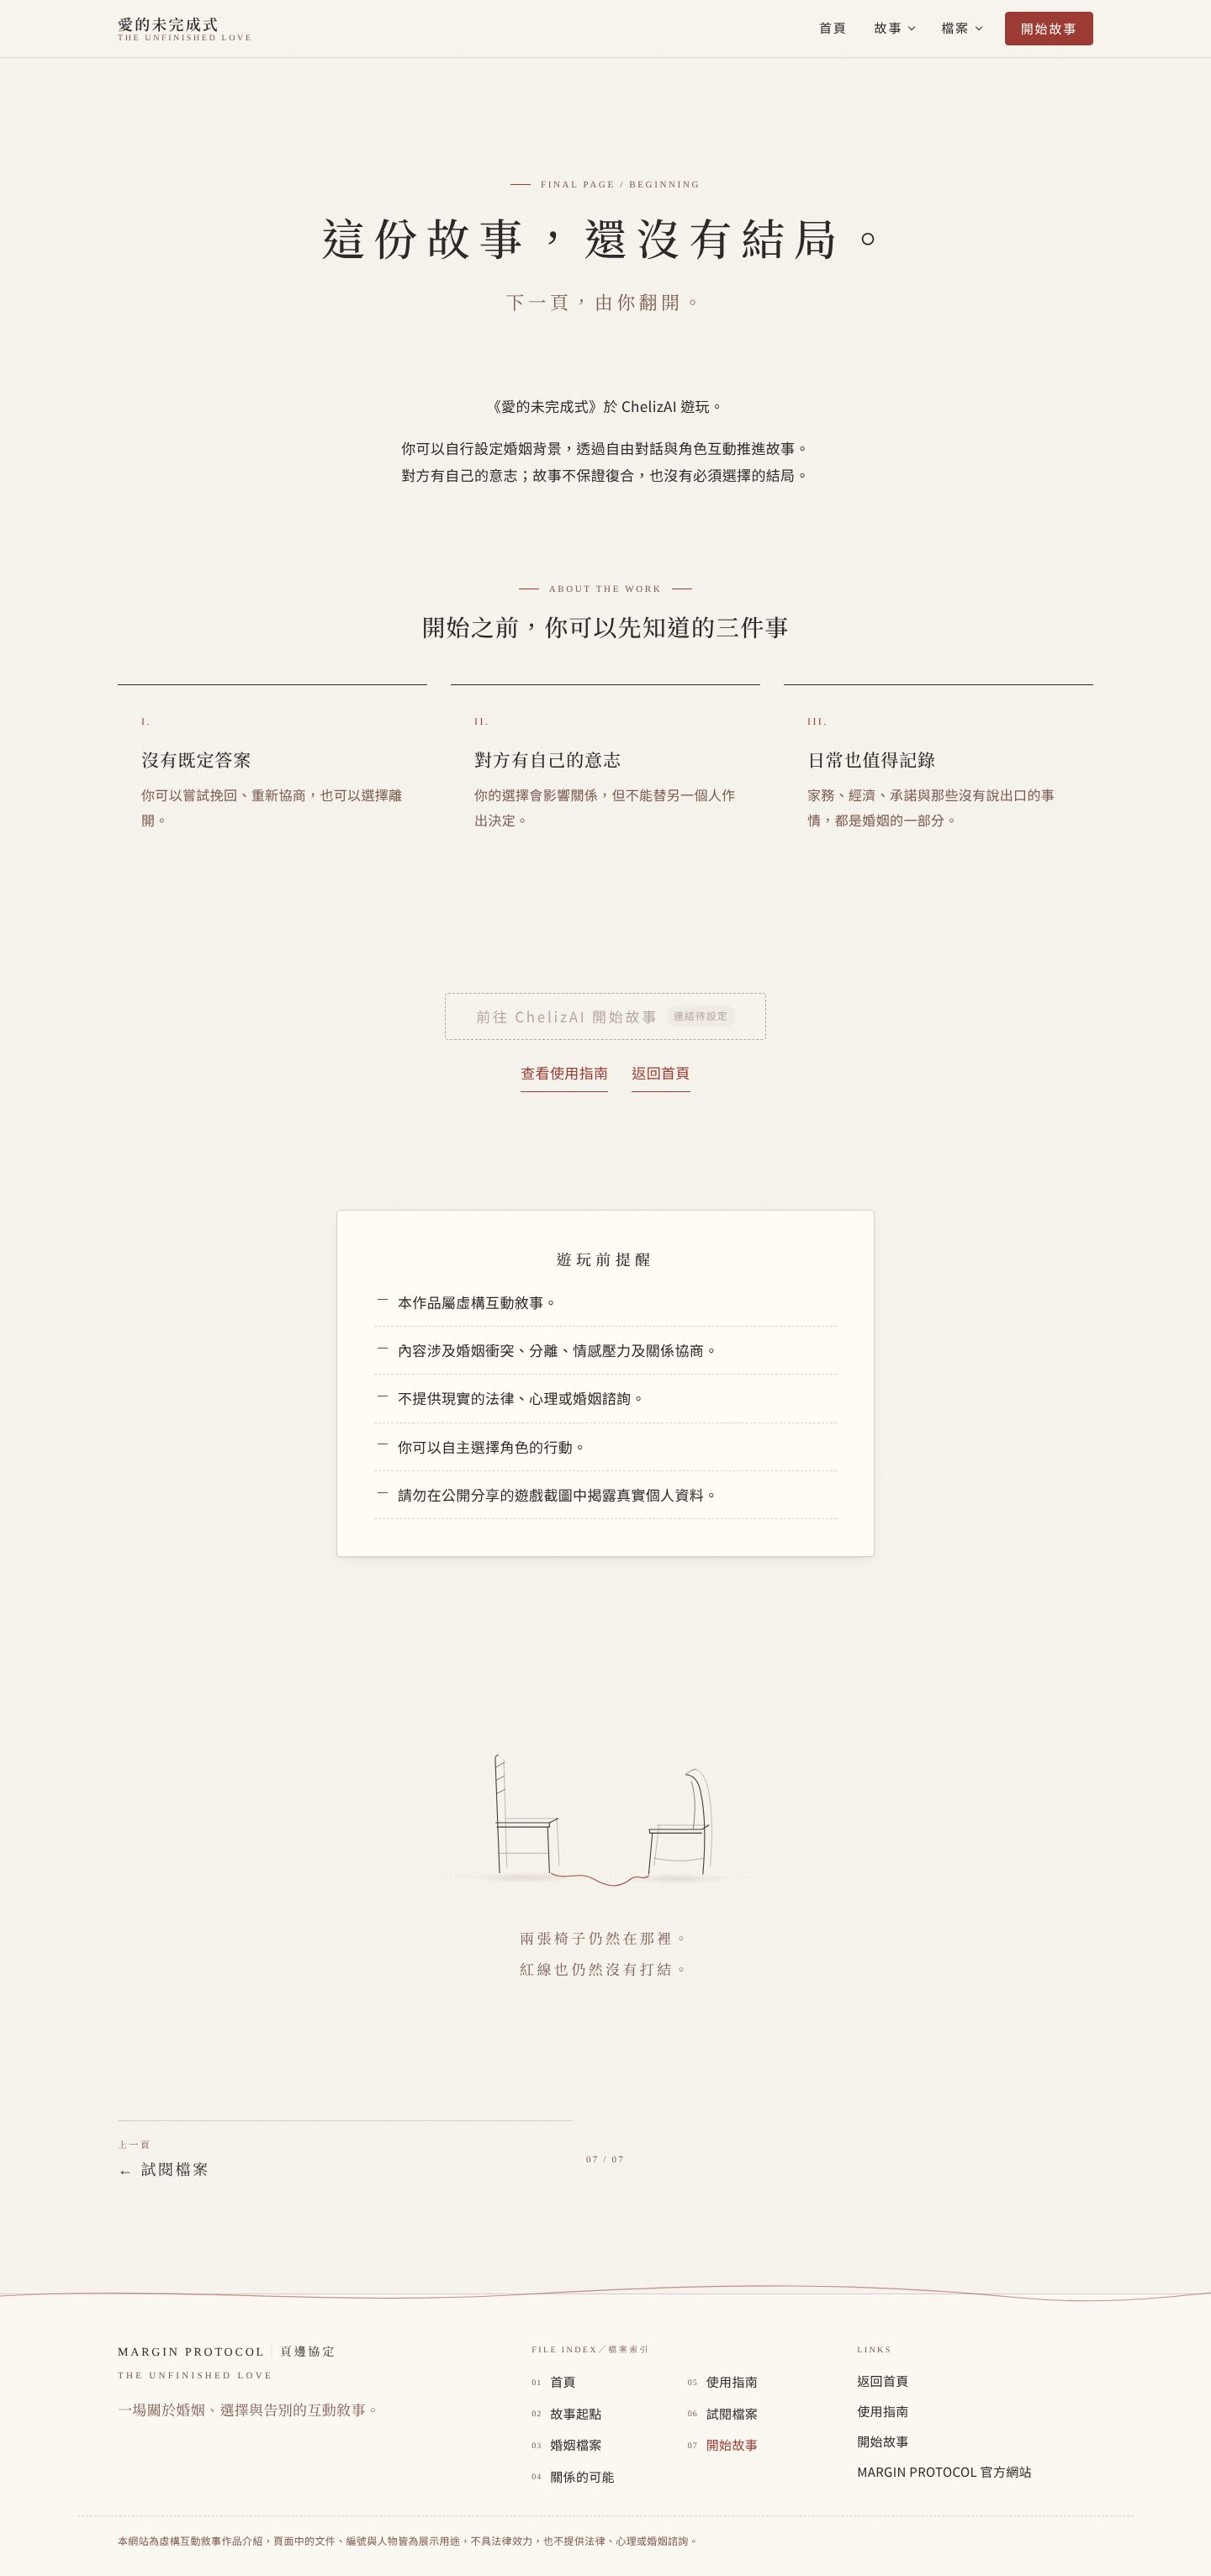 愛的未完成式
THE UNFINISHED LOVE
首頁
故事
檔案
開始故事
FINAL PAGE / BEGINNING
這份故事，還沒有結局。
下一頁，由你翻開。
《愛的未完成式》於 ChelizAI 遊玩。
你可以自行設定婚姻背景，透過自由對話與角色互動推進故事。
對方有自己的意志；故事不保證復合，也沒有必須選擇的結局。
ABOUT THE WORK
開始之前，你可以先知道的三件事
I.
沒有既定答案
你可以嘗試挽回、重新協商，也可以選擇離
開。
II.
對方有自己的意志
你的選擇會影響關係，但不能替另一個人作
出決定。
III.
日常也值得記錄
家務、經濟、承諾與那些沒有說出口的事
情，都是婚姻的一部分。
前往 ChelizAI 開始故事 連結待設定
查看使用指南 返回首頁
遊玩前提醒
本作品屬虛構互動敘事。
內容涉及婚姻衝突、分離、情感壓力及關係協商。
不提供現實的法律、心理或婚姻諮詢。
你可以自主選擇角色的行動。
請勿在公開分享的遊戲截圖中揭露真實個人資料。
兩張椅子仍然在那裡。
紅線也仍然沒有打結。
上一頁
← 試閱檔案
07 / 07
MARGIN PROTOCOL | 頁邊協定
THE UNFINISHED LOVE
一場關於婚姻、選擇與告別的互動敘事。
FILE INDEX／檔案索引
01 首頁
02 故事起點
03 婚姻檔案
04 關係的可能
05 使用指南
06 試閱檔案
07 開始故事
LINKS
返回首頁
使用指南
開始故事
MARGIN PROTOCOL 官方網站
本網站為虛構互動敘事作品介紹，頁面中的文件、編號與人物皆為展示用途，不具法律效力，也不提供法律、心理或婚姻諮詢。